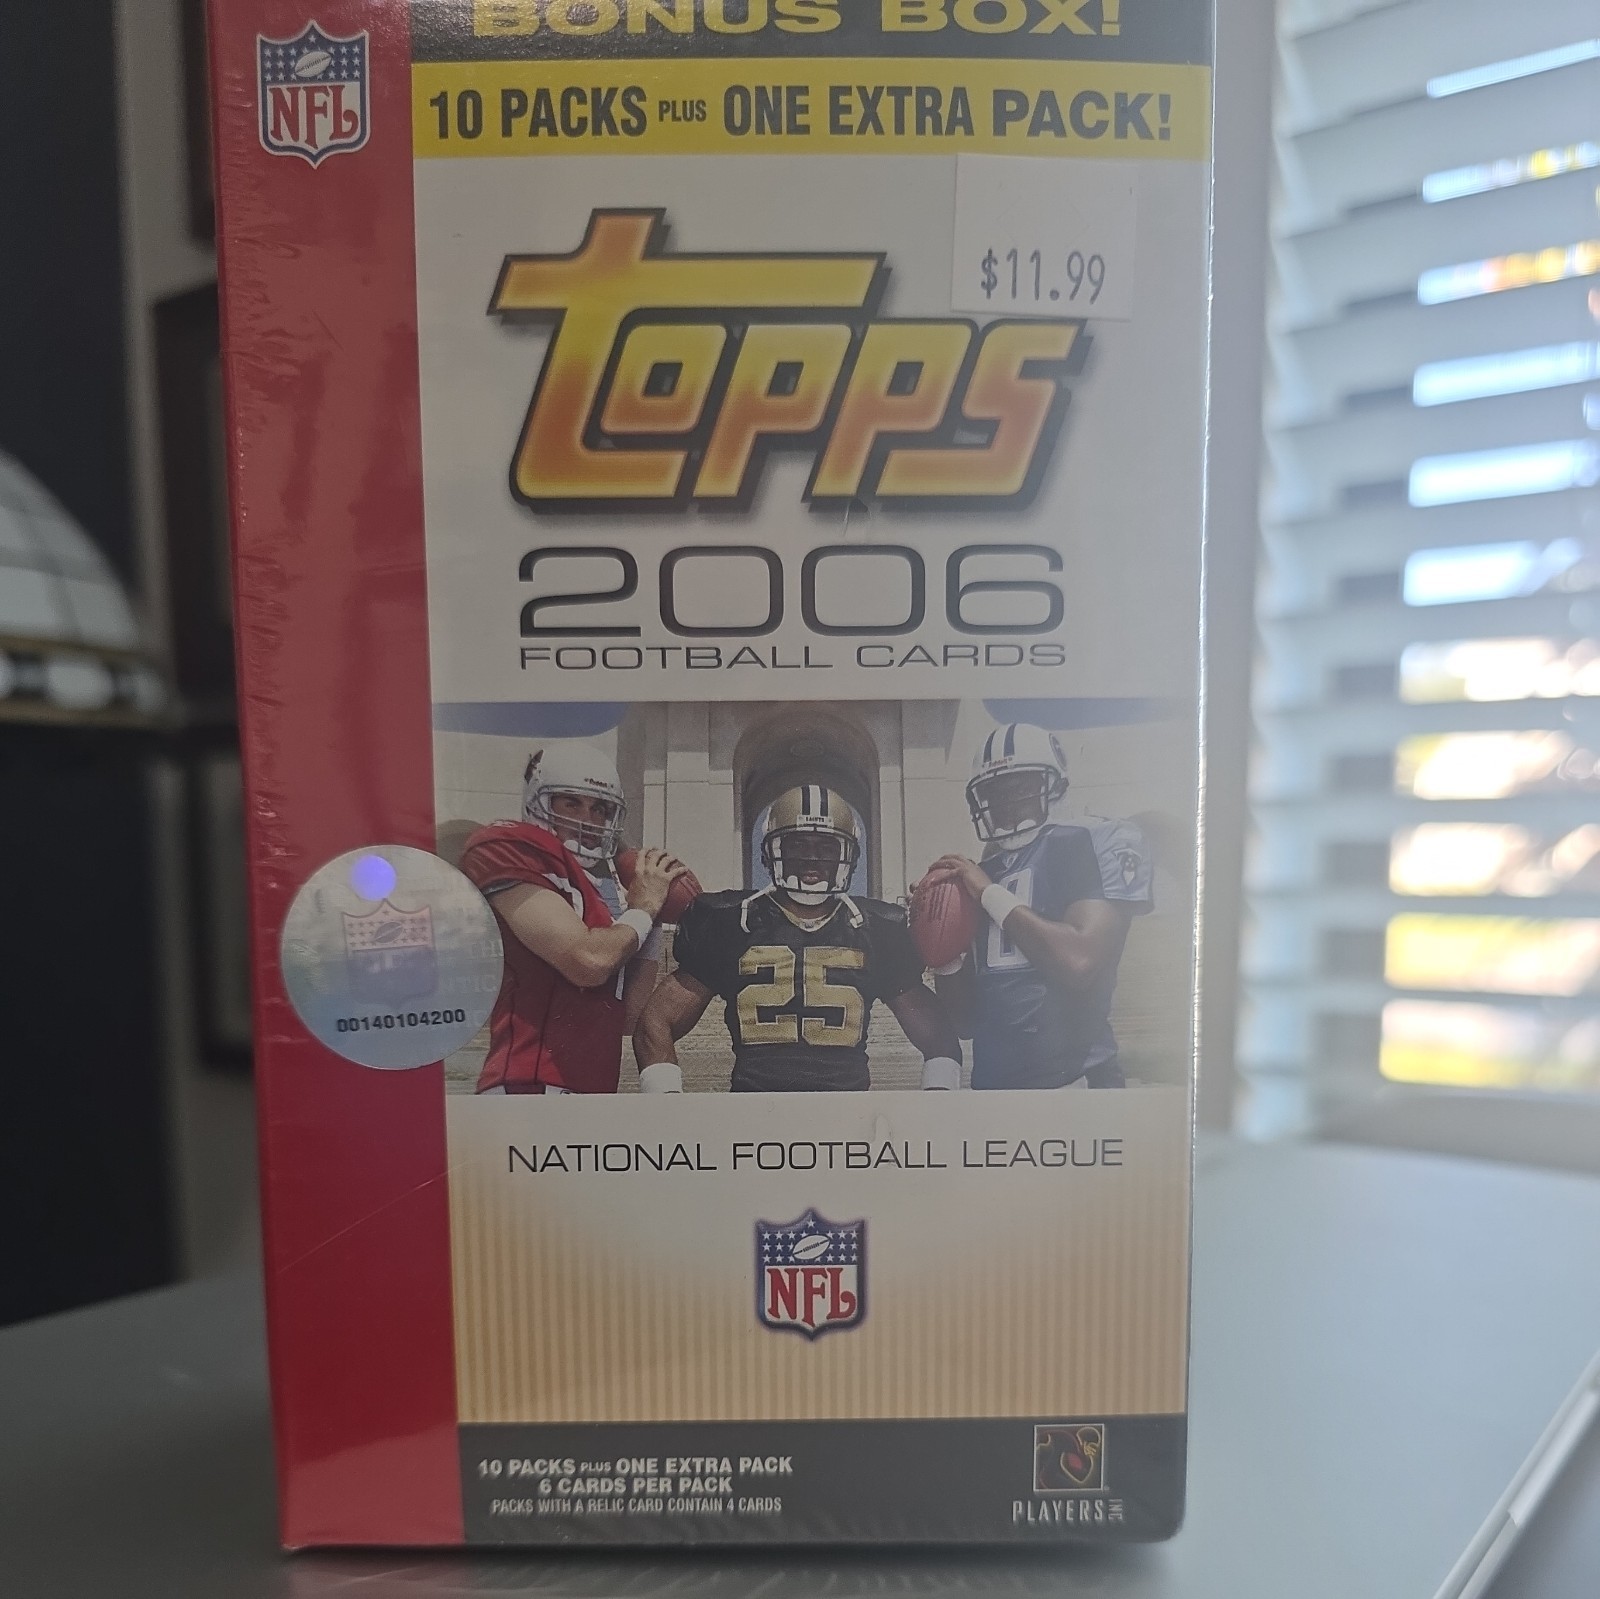 BONUS BOX!
NFL
10 PACKS PLUS ONE EXTRA PACK!
$11.99
Topps
2006
FOOTBALL CARDS
SAINTS
25
00140104200
NATIONAL FOOTBALL LEAGUE
NFL
10 PACKS PLUS ONE EXTRA PACK
6 CARDS PER PACK
PACKS WITH A RELIC CARD CONTAIN 4 CARDS
PLAYERS INC